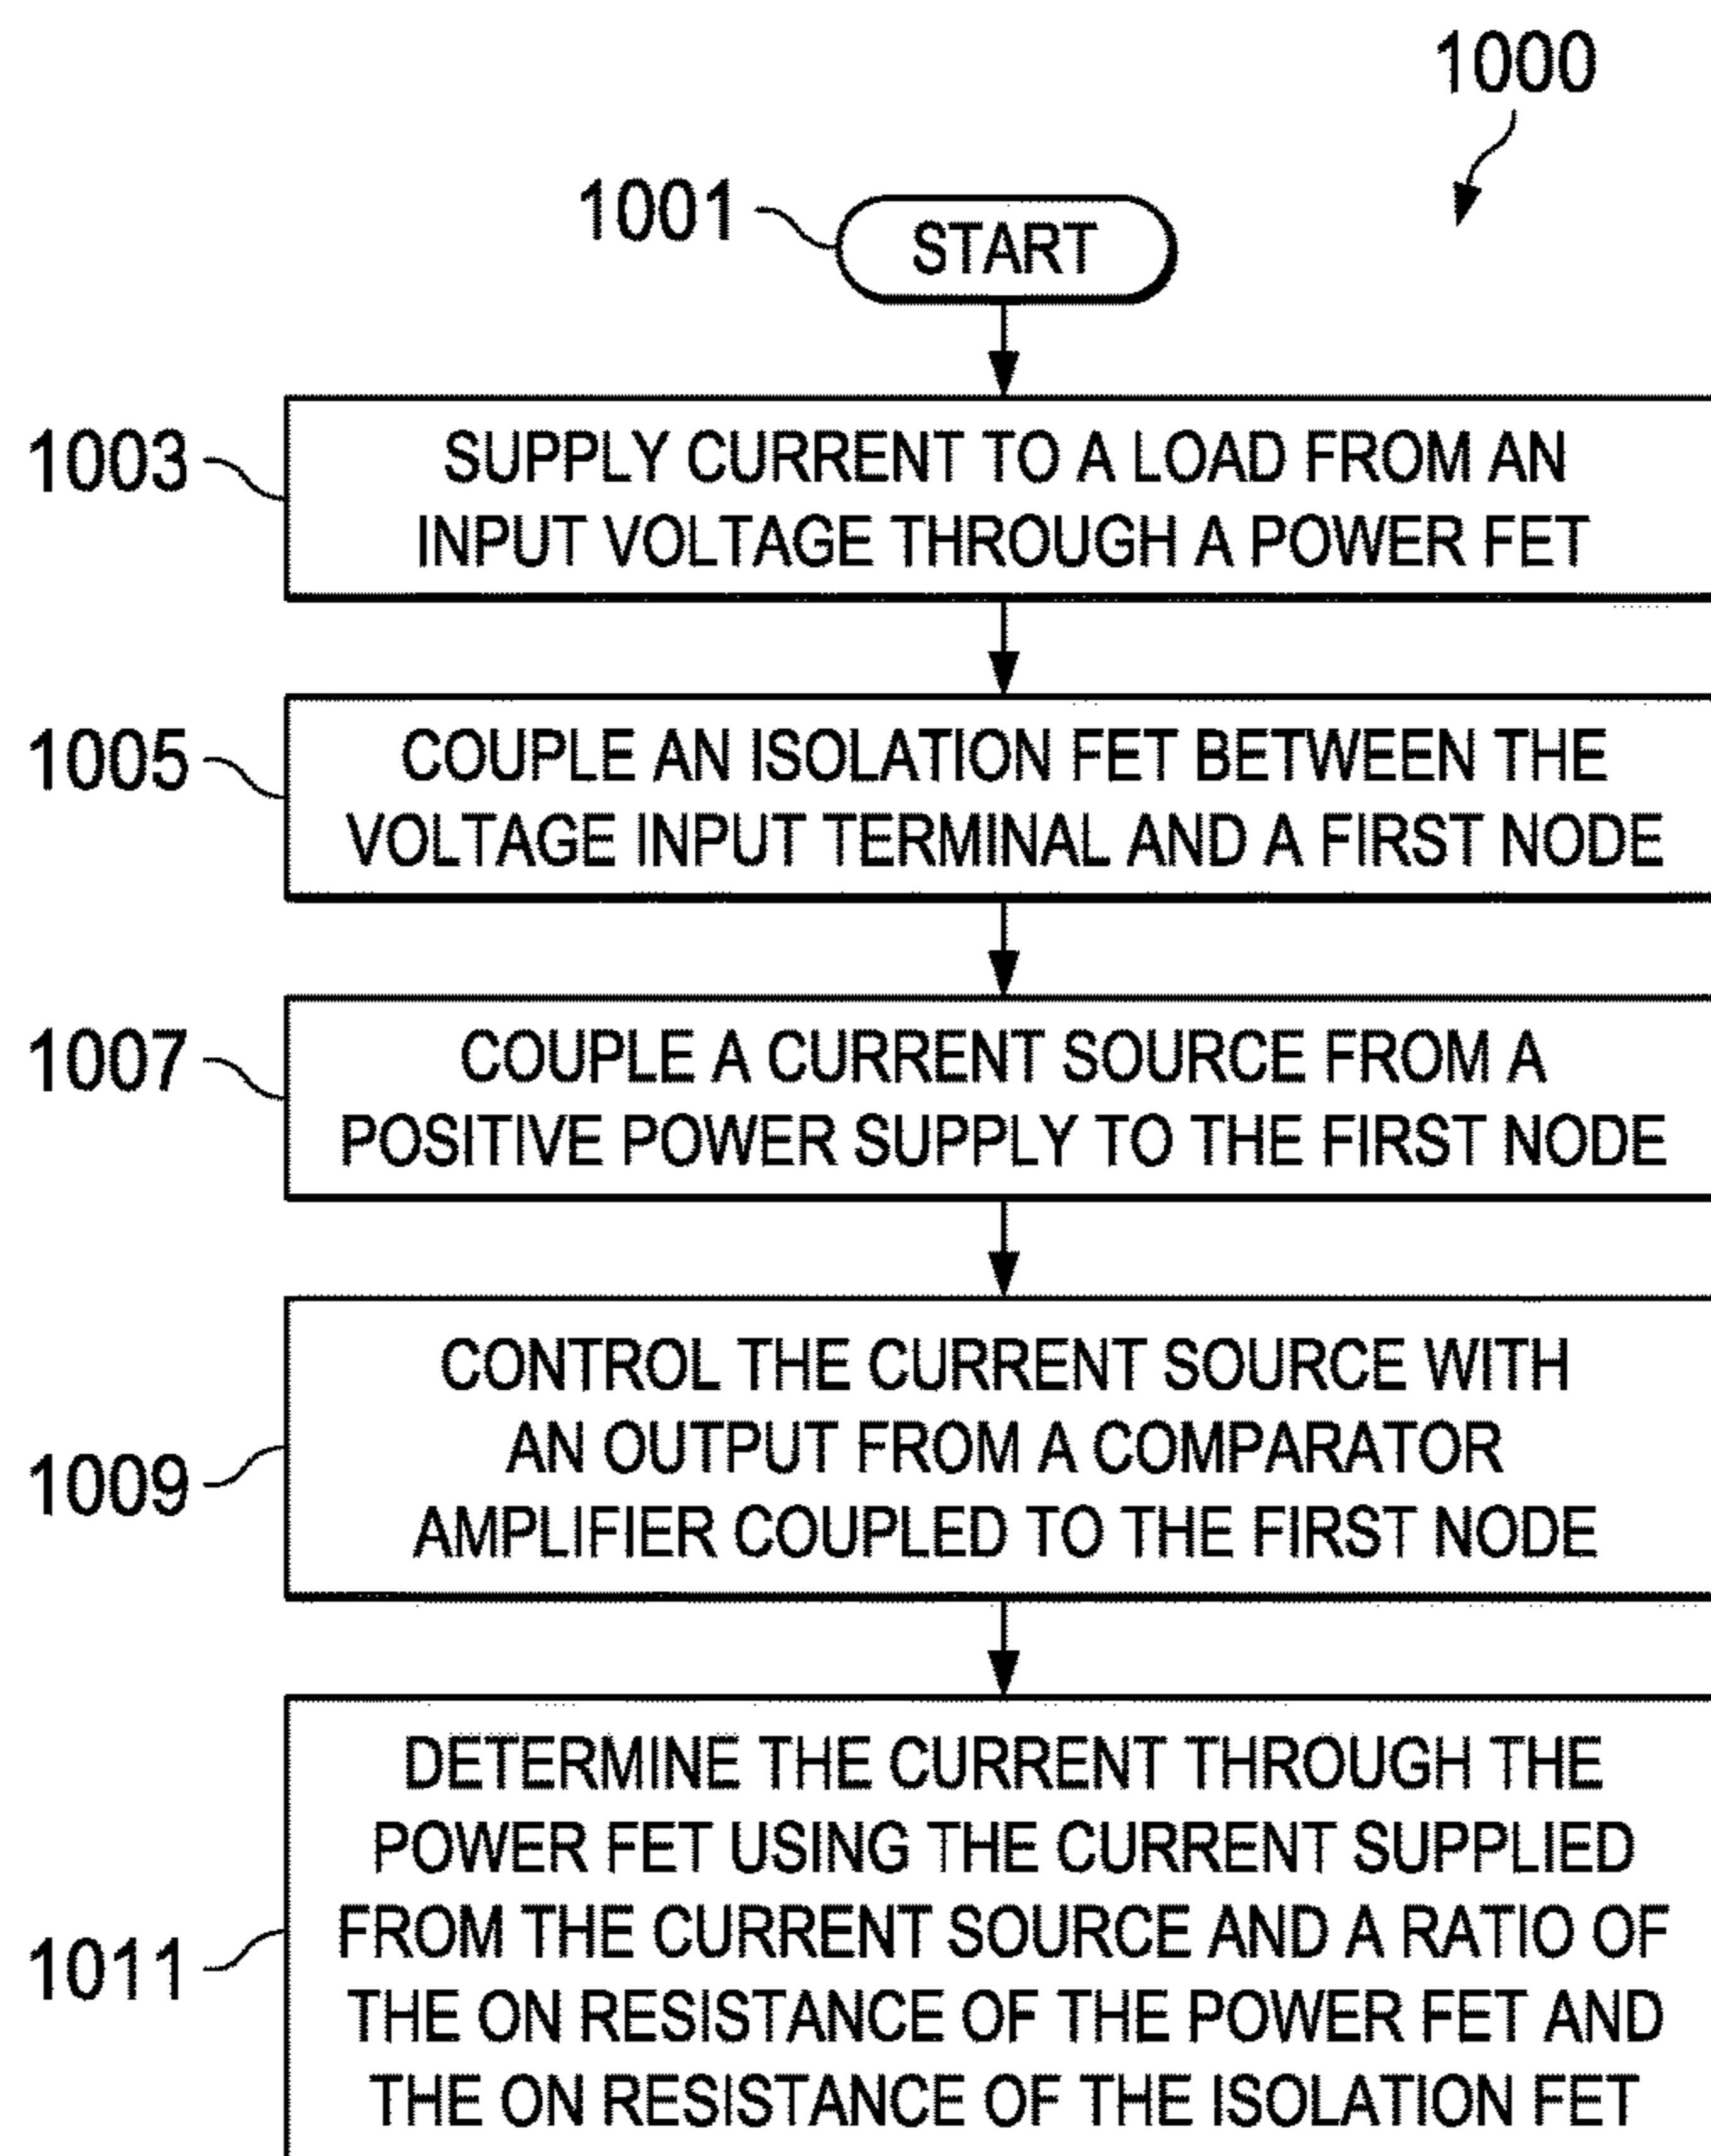 1000
1001
START
1003
SUPPLY CURRENT TO A LOAD FROM AN
INPUT VOLTAGE THROUGH A POWER FET
1005
COUPLE AN ISOLATION FET BETWEEN THE
VOLTAGE INPUT TERMINAL AND A FIRST NODE
1007
COUPLE A CURRENT SOURCE FROM A
POSITIVE POWER SUPPLY TO THE FIRST NODE
1009
CONTROL THE CURRENT SOURCE WITH
AN OUTPUT FROM A COMPARATOR
AMPLIFIER COUPLED TO THE FIRST NODE
1011
DETERMINE THE CURRENT THROUGH THE
POWER FET USING THE CURRENT SUPPLIED
FROM THE CURRENT SOURCE AND A RATIO OF
THE ON RESISTANCE OF THE POWER FET AND
THE ON RESISTANCE OF THE ISOLATION FET